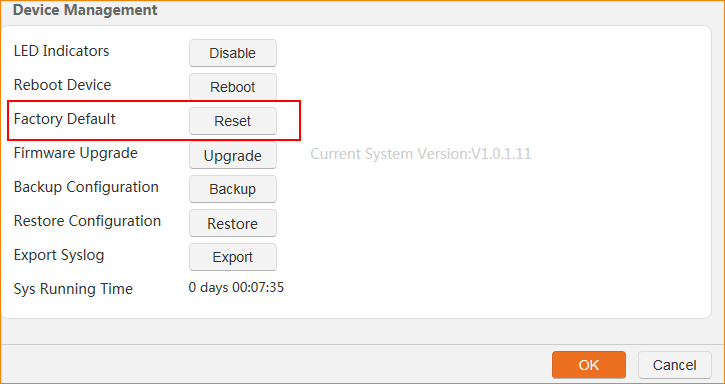 Device Management
LED Indicators Disable
Reboot Device Reboot
Factory Default Reset
Firmware Upgrade Upgrade Current System Version:V1.0.1.11
Backup Configuration Backup
Restore Configuration Restore
Export Syslog Export
Sys Running Time 0 days 00:07:35
OK Cancel